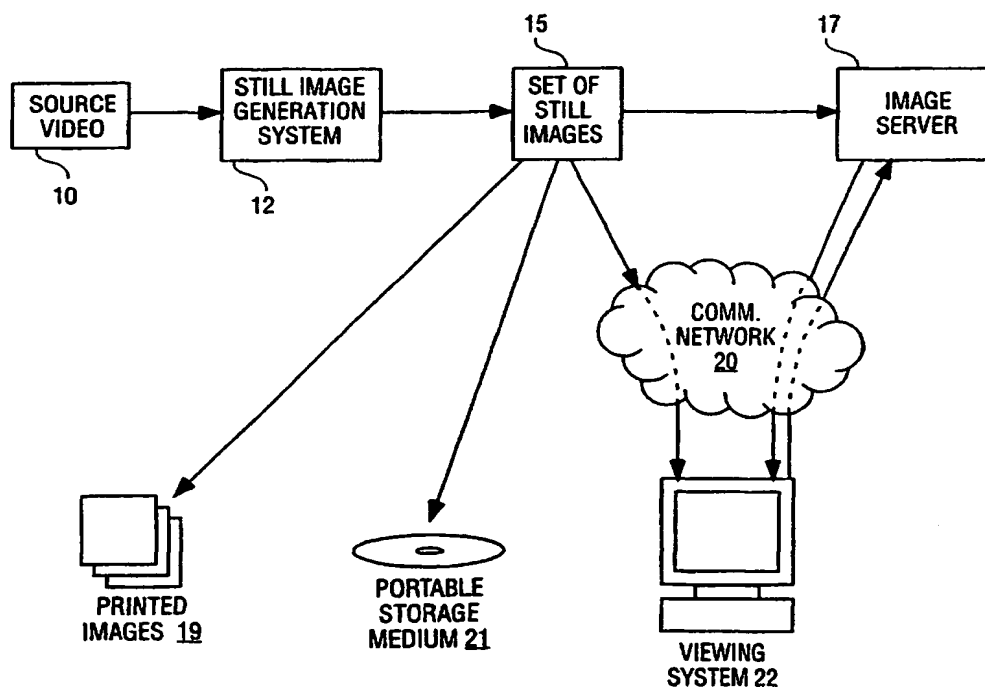 15
17
SOURCE
VIDEO
10
STILL IMAGE
GENERATION
SYSTEM
12
SET OF
STILL
IMAGES
IMAGE
SERVER
COMM.
NETWORK
20
PRINTED
IMAGES 19
PORTABLE
STORAGE
MEDIUM 21
VIEWING
SYSTEM 22